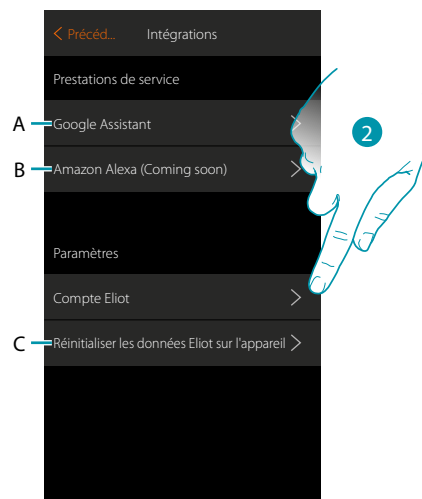 Précéd... Intégrations
Prestations de service
A Google Assistant
B Amazon Alexa (Coming soon)
2
Paramètres
Compte Eliot
C Réinitialiser les données Eliot sur l'appareil